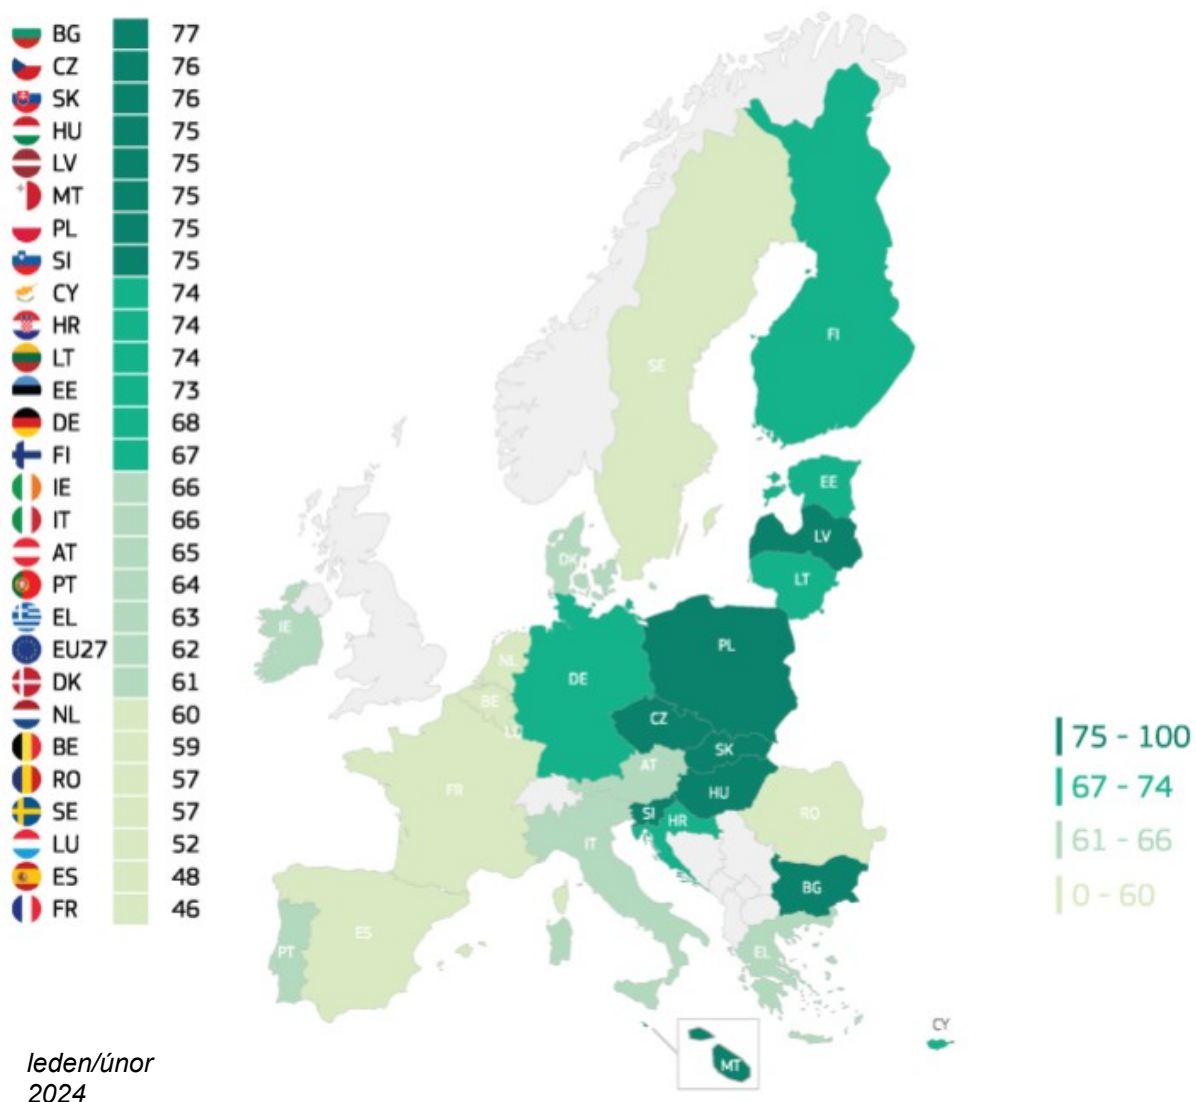 BG 77
CZ 76
SK 76
HU 75
LV 75
MT 75
PL 75
SI 75
CY 74
HR 74
LT 74
EE 73
DE 68
FI 67
IE 66
IT 66
AT 65
PT 64
EL 63
EU27 62
DK 61
NL 60
BE 59
RO 57
SE 57
LU 52
ES 48
FR 46
leden/únor
2024
FI
SE
EE
LV
LT
DK
IE
PL
NL
DE
BE
CZ
LU
SK
AT
FR
HU
SI
HR
RO
IT
BG
ES
PT
EL
CY
MT
75 - 100
67 - 74
61 - 66
0 - 60